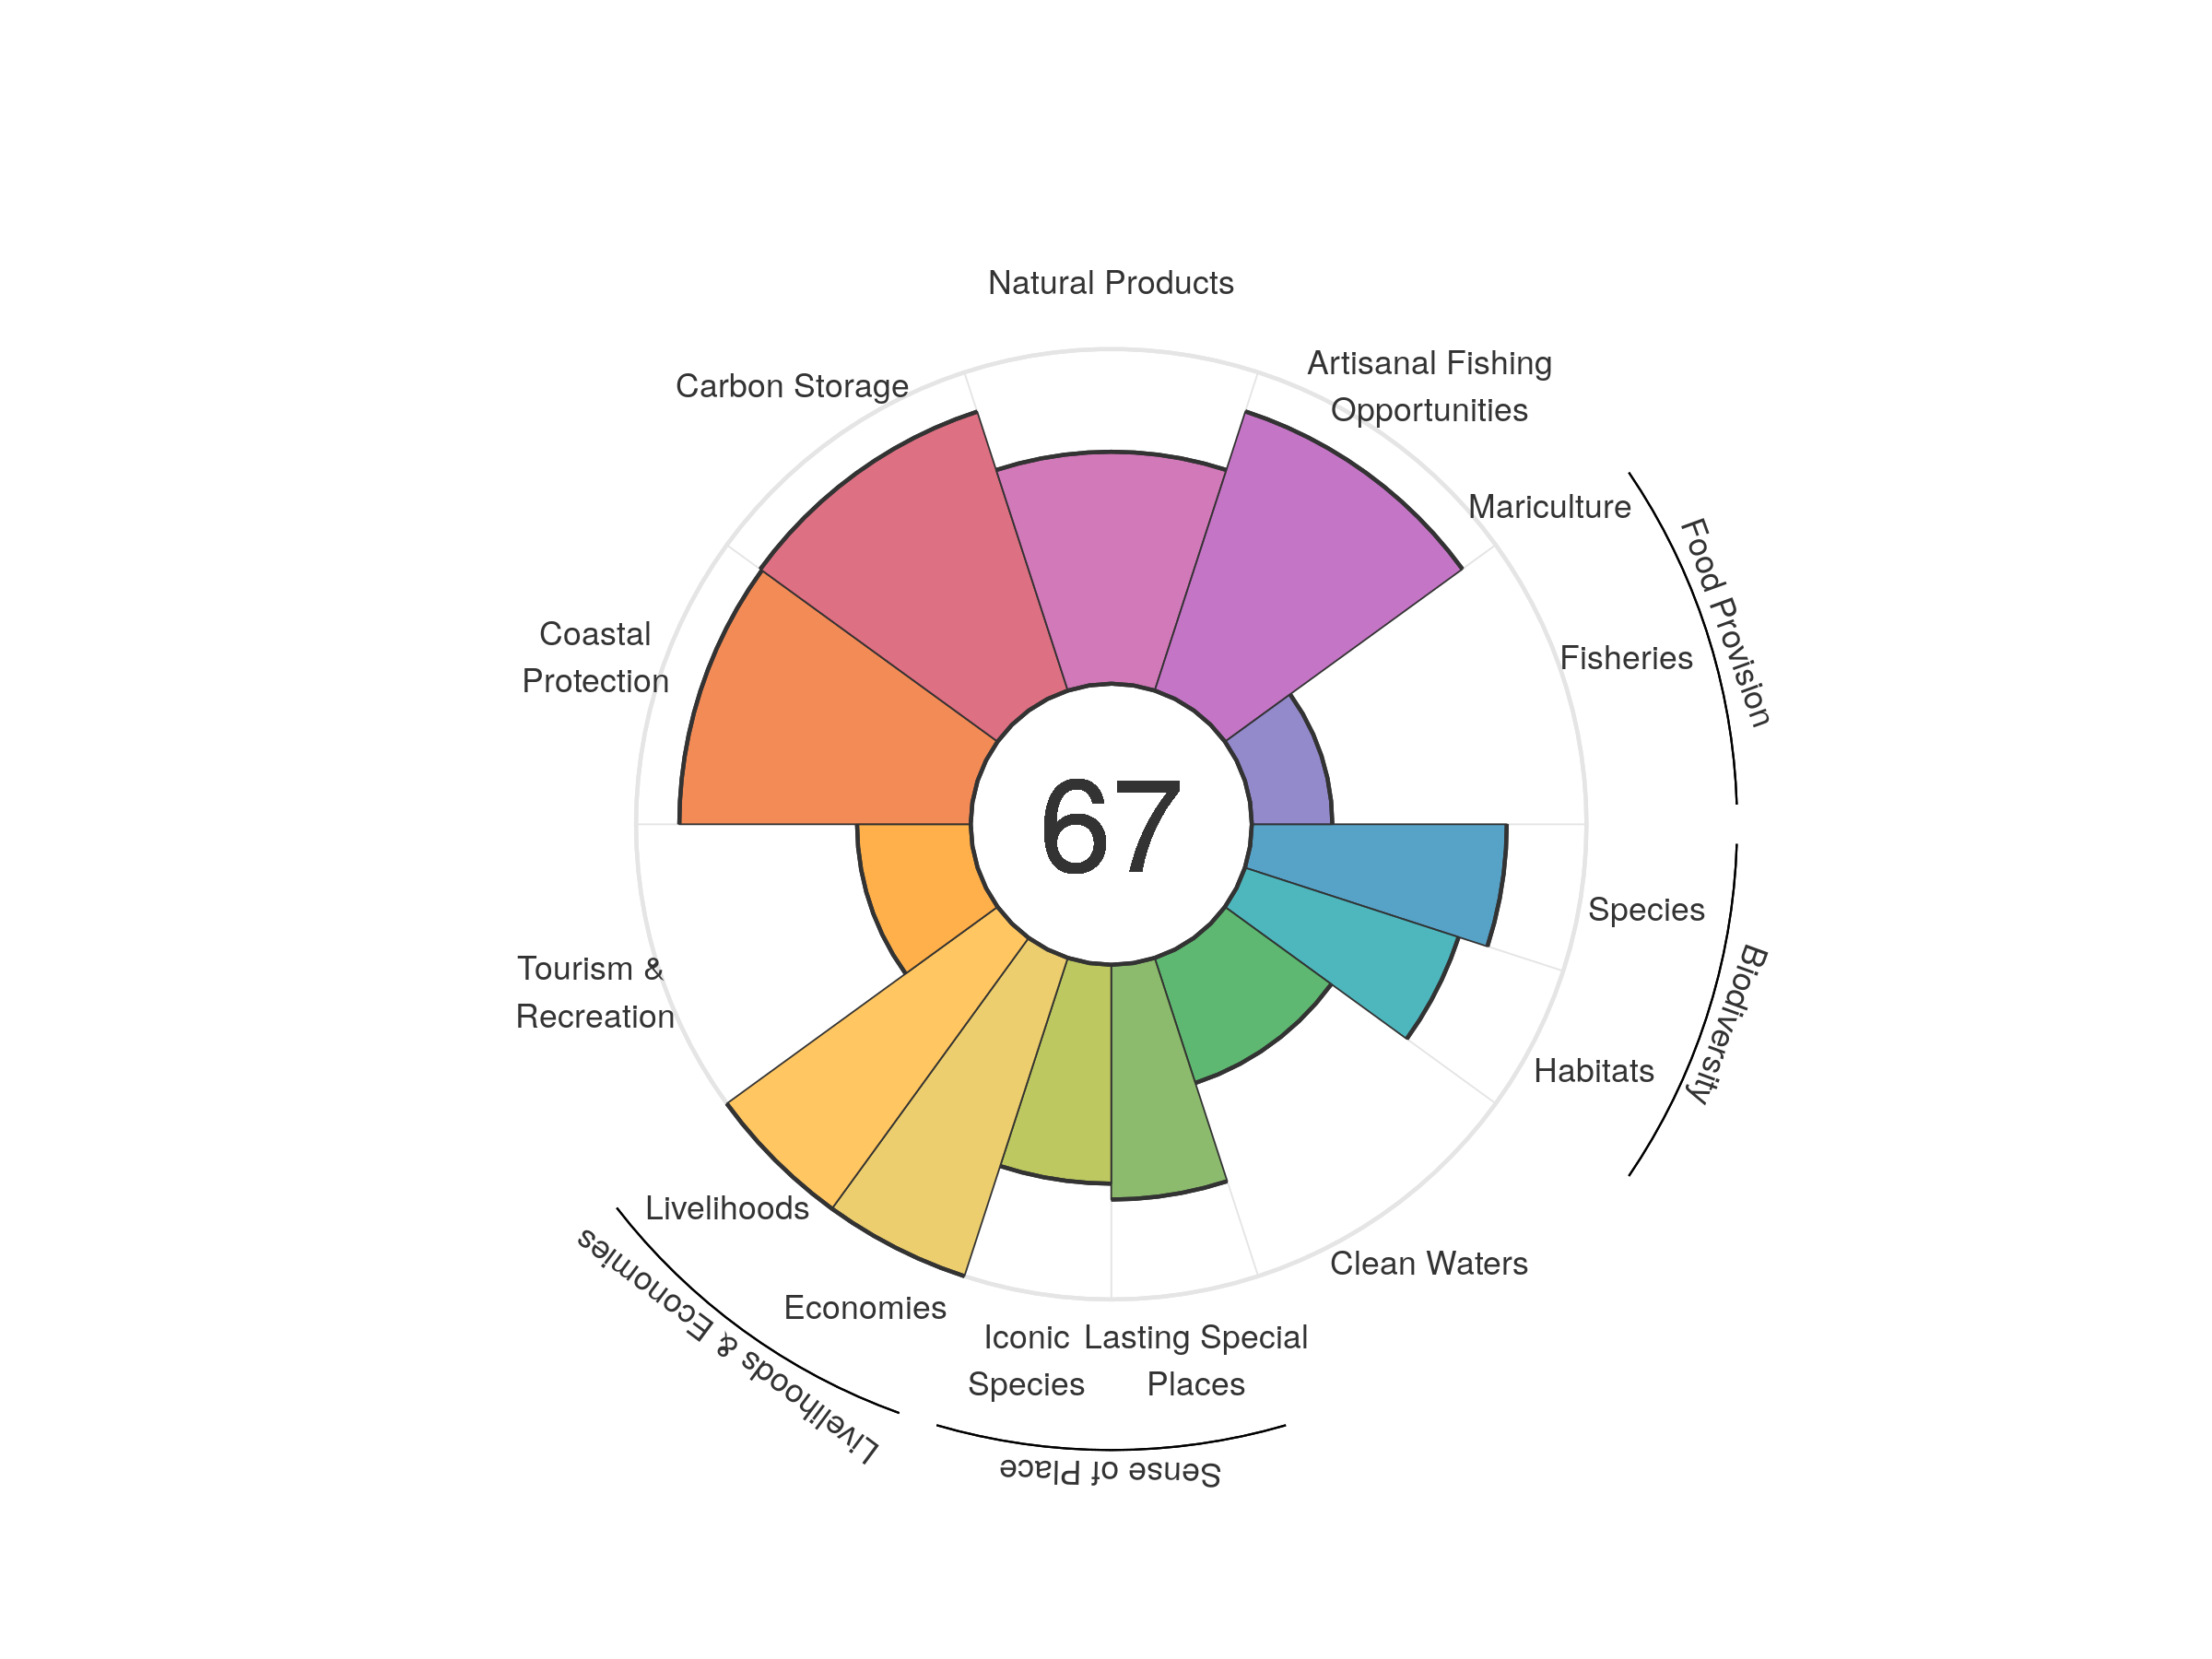 Natural Products
Artisanal Fishing
Opportunities
Carbon Storage
Mariculture
Food Provision
Fisheries
Coastal
Protection
67
Species
Biodiversity
Habitats
Tourism &
Recreation
Livelihoods
Livelihoods & Economies
Economies
Clean Waters
Iconic
Species
Lasting Special
Places
Sense of Place